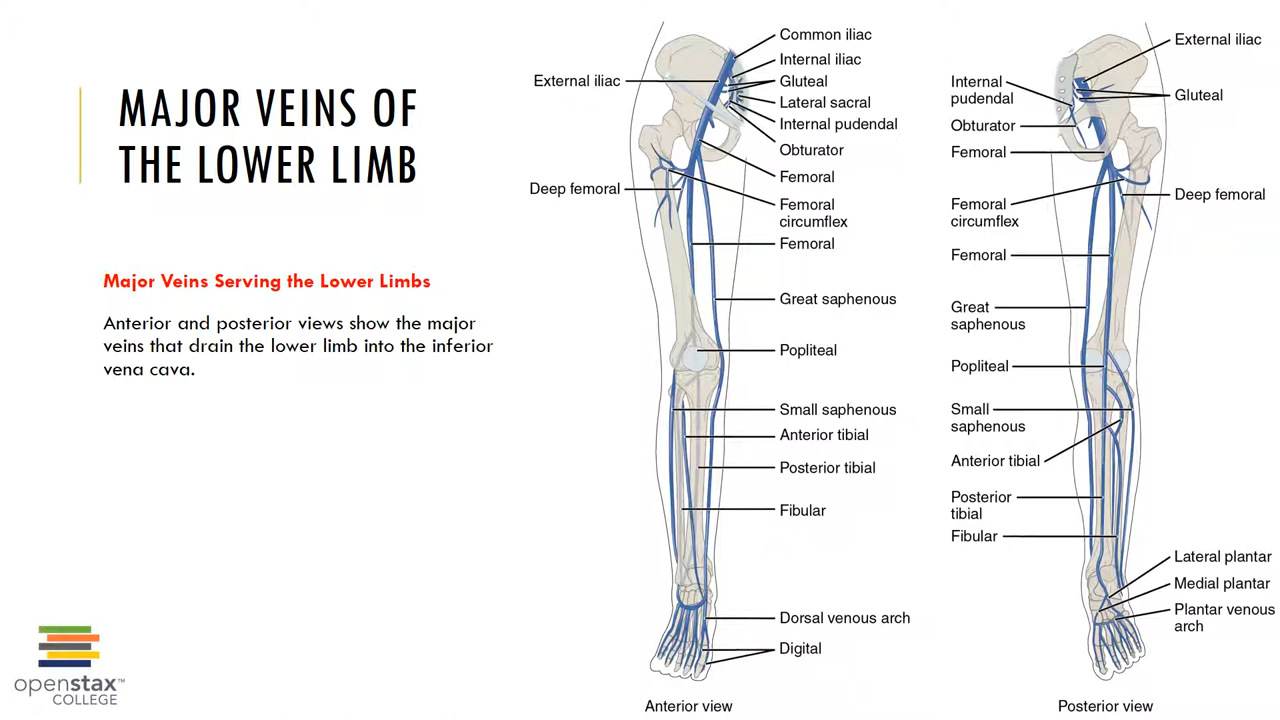 MAJOR VEINS OF
THE LOWER LIMB
Major Veins Serving the Lower Limbs
Anterior and posterior views show the major
veins that drain the lower limb into the inferior
vena cava.
openstax™
COLLEGE
External iliac
Deep femoral
Common iliac
Internal iliac
Gluteal
Lateral sacral
Internal pudendal
Obturator
Femoral
Femoral
circumflex
Femoral
Great saphenous
Popliteal
Small saphenous
Anterior tibial
Posterior tibial
Fibular
Dorsal venous arch
Digital
Anterior view
Internal
pudendal
Obturator
Femoral
Femoral
circumflex
Femoral
Great
saphenous
Popliteal
Small
saphenous
Anterior tibial
Posterior
tibial
Fibular
External iliac
Gluteal
Deep femoral
Lateral plantar
Medial plantar
Plantar venous
arch
Posterior view